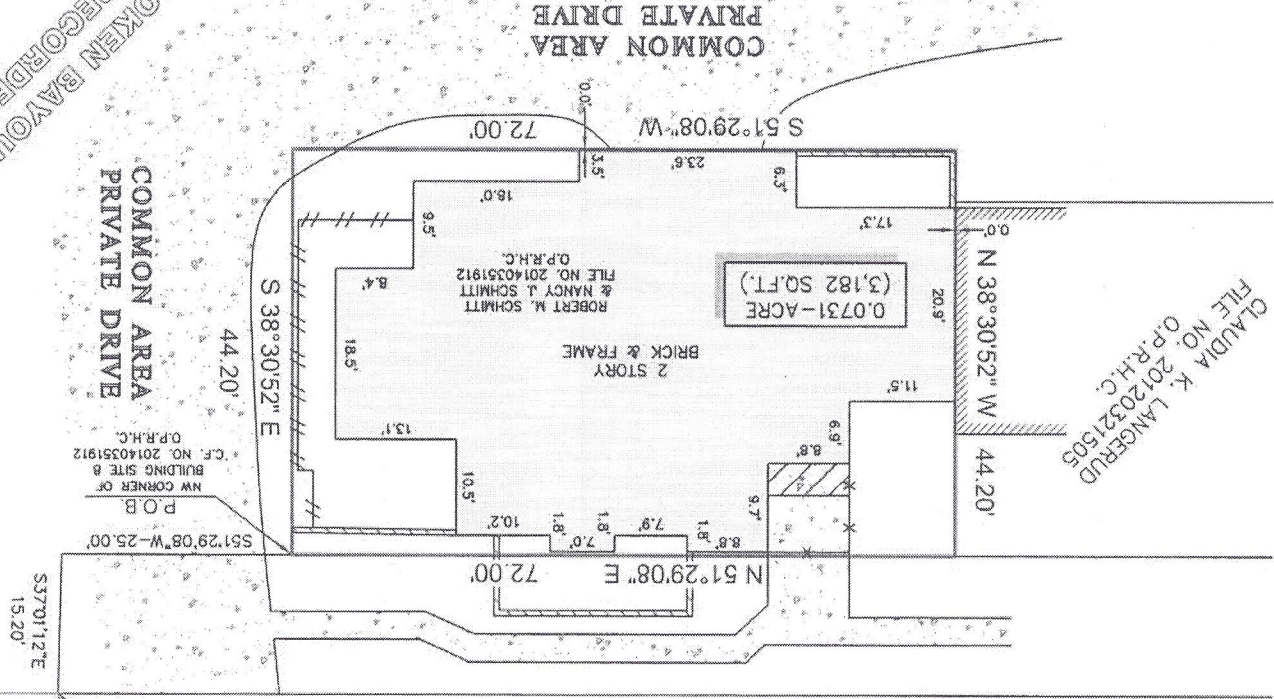 OKEN BAYOU
RECORDE
COMMON AREA
PRIVATE DRIVE
0.0'
72.00'
S 51°29'08" W
3.5'
23.6'
6.3'
18.0'
17.3'
0.0'
9.5'
COMMON AREA
PRIVATE DRIVE
S 38°30'52" E
44.20'
8.4'
ROBERT M. SCHMITT
& NANCY J. SCHMITT
FILE NO. 20140351912
O.P.R.H.C.
0.0731-ACRE
(3,182 SQ.FT.)
20.9'
N 38°30'52" W
44.20'
CLAUDIA K. LANGERUD
FILE NO. 20120321505
O.P.R.H.C.
18.5'
2 STORY
BRICK & FRAME
11.5'
13.1'
6.9'
8.8'
10.5'
9.7'
P.O.B.
NW CORNER OF
BUILDING SITE 8
C.F. NO. 20140351912
O.P.R.H.C.
10.2'
1.8'
7.0'
1.8'
7.9'
1.8'
8.8'
S51°29'08"W-25.00'
N 51°29'08" E
72.00'
S37°01'12"E
15.20'